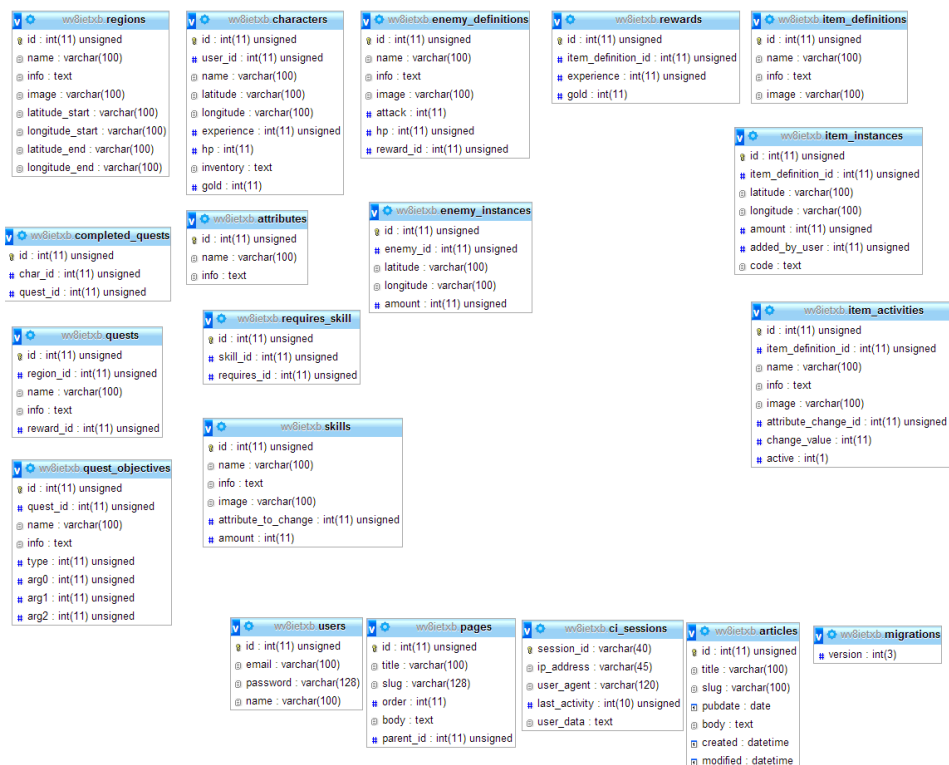 wv8ietxb regions
id : int(11) unsigned
name : varchar(100)
info : text
image : varchar(100)
latitude_start : varchar(100)
longitude_start : varchar(100)
latitude_end : varchar(100)
longitude_end : varchar(100)
wv8ietxb characters
id : int(11) unsigned
user_id : int(11) unsigned
name : varchar(100)
latitude : varchar(100)
longitude : varchar(100)
experience : int(11) unsigned
hp : int(11)
inventory : text
gold : int(11)
wv8ietxb enemy_definitions
id : int(11) unsigned
name : varchar(100)
info : text
image : varchar(100)
attack : int(11)
hp : int(11) unsigned
reward_id : int(11) unsigned
wv8ietxb rewards
id : int(11) unsigned
item_definition_id : int(11) unsigned
experience : int(11) unsigned
gold : int(11)
wv8ietxb item_definitions
id : int(11) unsigned
name : varchar(100)
info : text
image : varchar(100)
wv8ietxb item_instances
id : int(11) unsigned
item_definition_id : int(11) unsigned
latitude : varchar(100)
longitude : varchar(100)
amount : int(11) unsigned
added_by_user : int(11) unsigned
code : text
wv8ietxb completed_quests
id : int(11) unsigned
char_id : int(11) unsigned
quest_id : int(11) unsigned
wv8ietxb attributes
id : int(11) unsigned
name : varchar(100)
info : text
wv8ietxb enemy_instances
id : int(11) unsigned
enemy_id : int(11) unsigned
latitude : varchar(100)
longitude : varchar(100)
amount : int(11) unsigned
wv8ietxb quests
id : int(11) unsigned
region_id : int(11) unsigned
name : varchar(100)
info : text
reward_id : int(11) unsigned
wv8ietxb requires_skill
id : int(11) unsigned
skill_id : int(11) unsigned
requires_id : int(11) unsigned
wv8ietxb item_activities
id : int(11) unsigned
item_definition_id : int(11) unsigned
name : varchar(100)
info : text
image : varchar(100)
attribute_change_id : int(11) unsigned
change_value : int(11)
active : int(1)
wv8ietxb quest_objectives
id : int(11) unsigned
quest_id : int(11) unsigned
name : varchar(100)
info : text
type : int(11) unsigned
arg0 : int(11) unsigned
arg1 : int(11) unsigned
arg2 : int(11) unsigned
wv8ietxb skills
id : int(11) unsigned
name : varchar(100)
info : text
image : varchar(100)
attribute_to_change : int(11) unsigned
amount : int(11)
wv8ietxb users
id : int(11) unsigned
email : varchar(100)
password : varchar(128)
name : varchar(100)
wv8ietxb pages
id : int(11) unsigned
title : varchar(100)
slug : varchar(128)
order : int(11)
body : text
parent_id : int(11) unsigned
wv8ietxb ci_sessions
session_id : varchar(40)
ip_address : varchar(45)
user_agent : varchar(120)
last_activity : int(10) unsigned
user_data : text
wv8ietxb articles
id : int(11) unsigned
title : varchar(100)
slug : varchar(100)
pubdate : date
body : text
created : datetime
modified : datetime
wv8ietxb migrations
version : int(3)